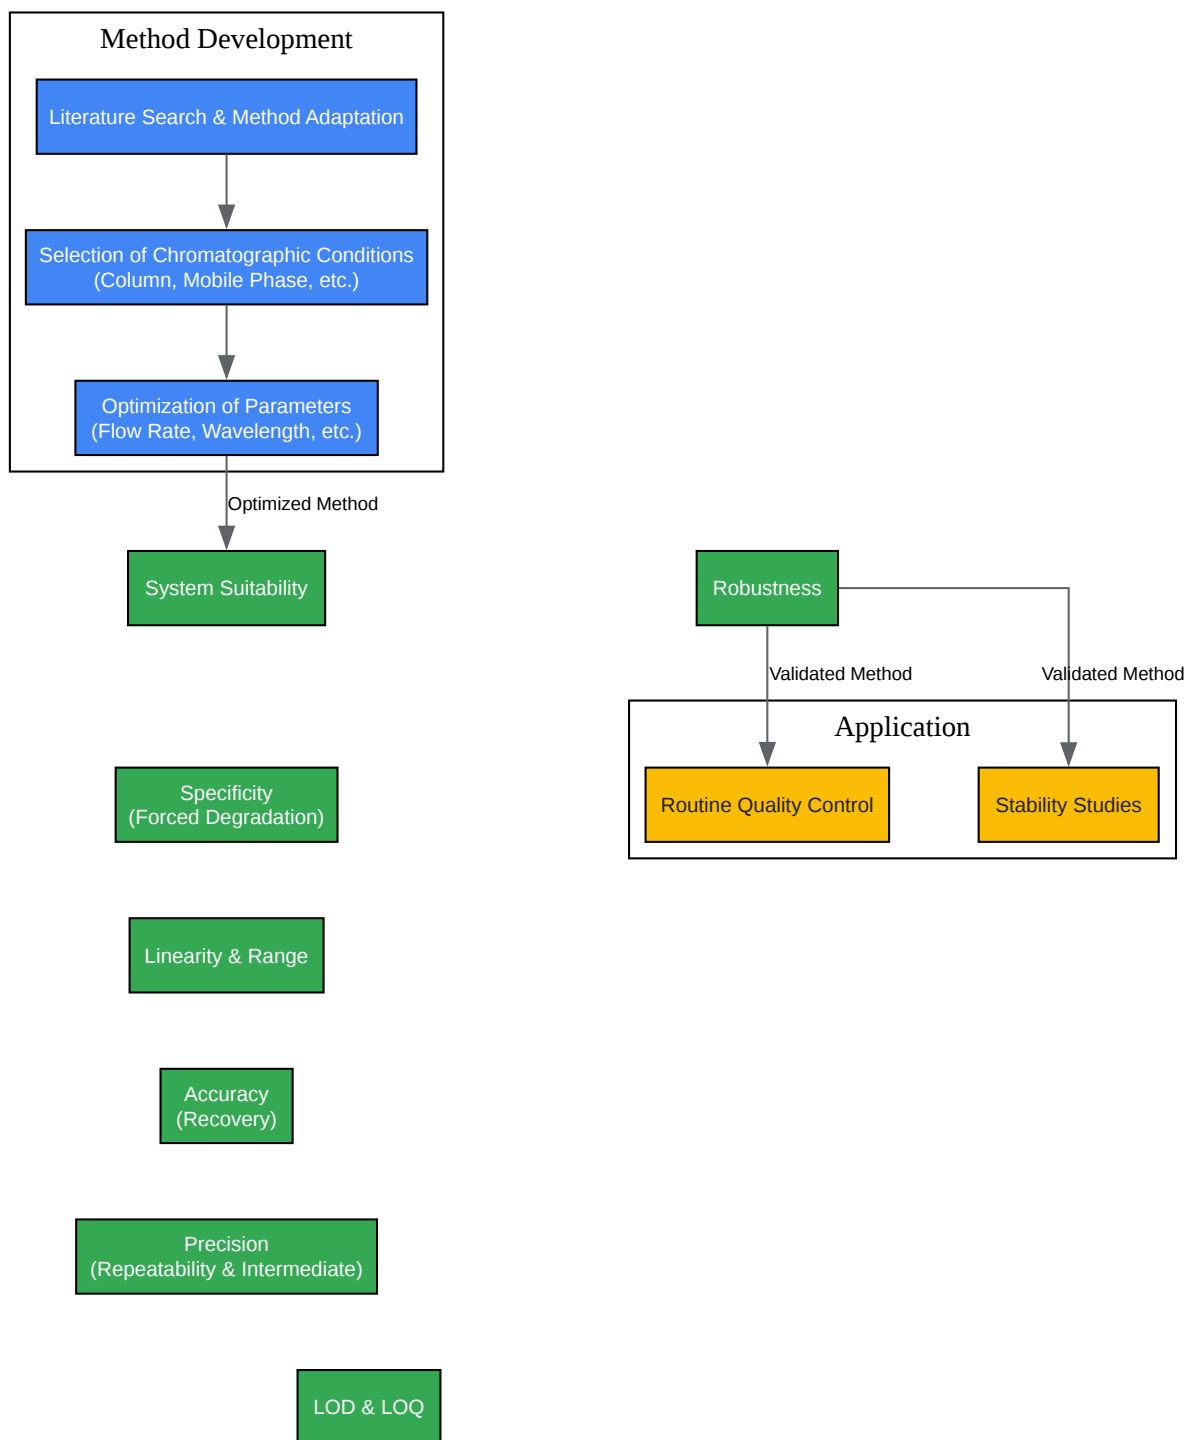 Method Development
Literature Search & Method Adaptation
Selection of Chromatographic Conditions
(Column, Mobile Phase, etc.)
Optimization of Parameters
(Flow Rate, Wavelength, etc.)
Optimized Method
System Suitability
Robustness
Validated Method
Validated Method
Application
Routine Quality Control
Stability Studies
Specificity
(Forced Degradation)
Linearity & Range
Accuracy
(Recovery)
Precision
(Repeatability & Intermediate)
LOD & LOQ